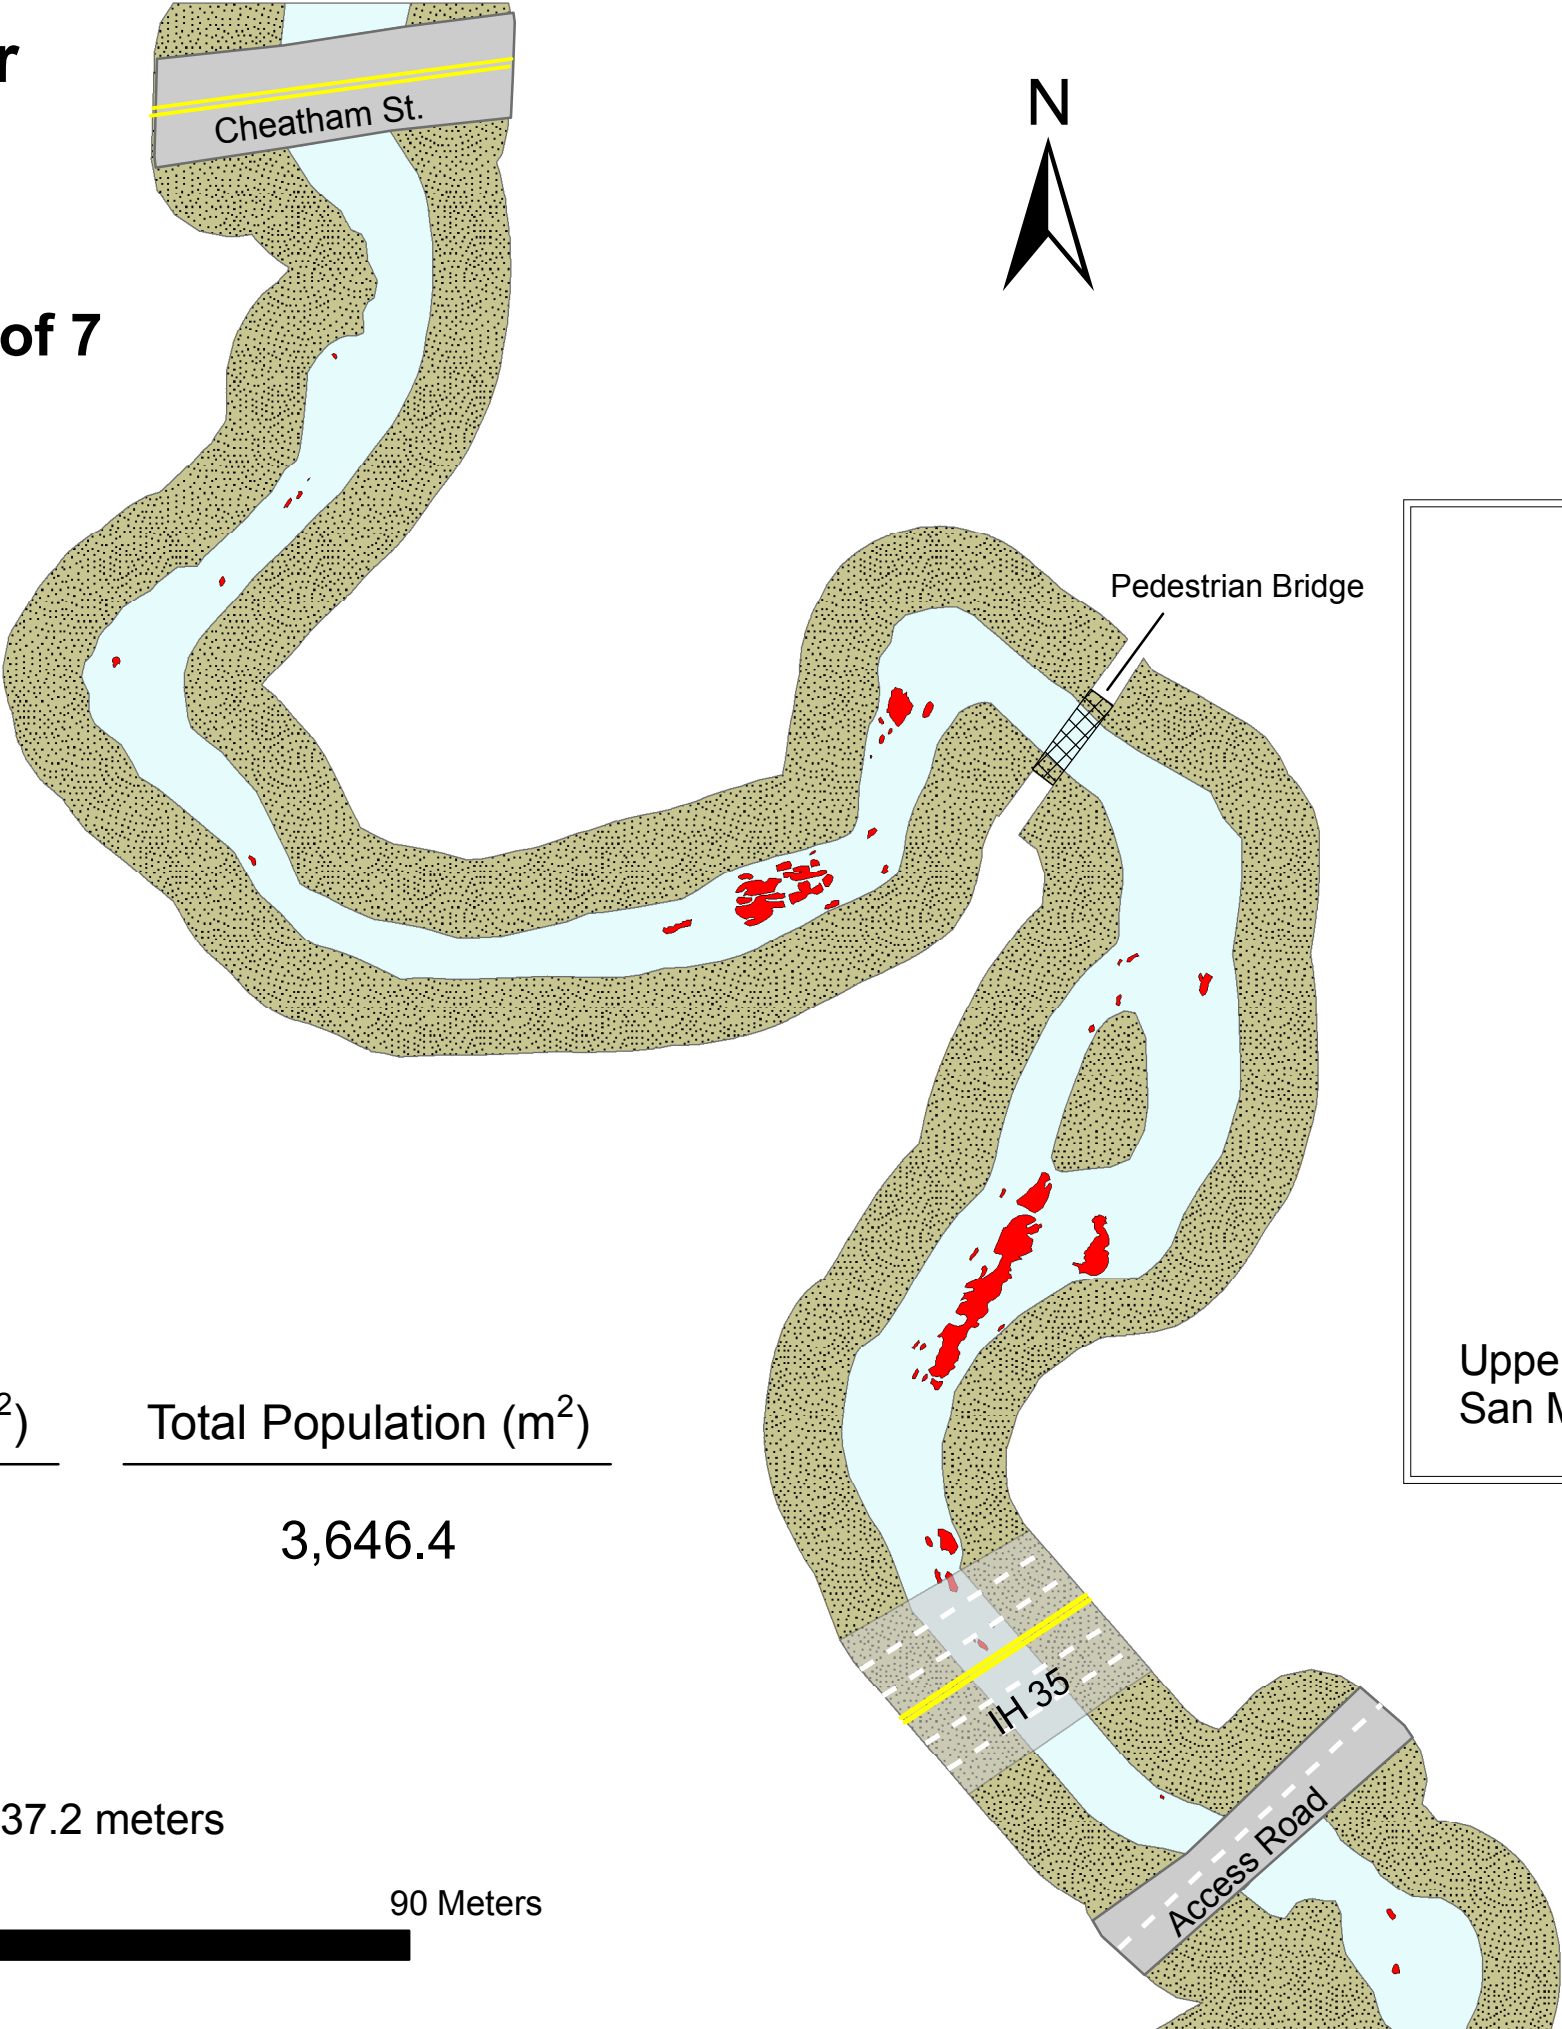 r
Cheatham St.
N
of 7
Pedestrian Bridge
Uppe
San M
²)
Total Population (m²)
3,646.4
IH 35
37.2 meters
Access Road
90 Meters